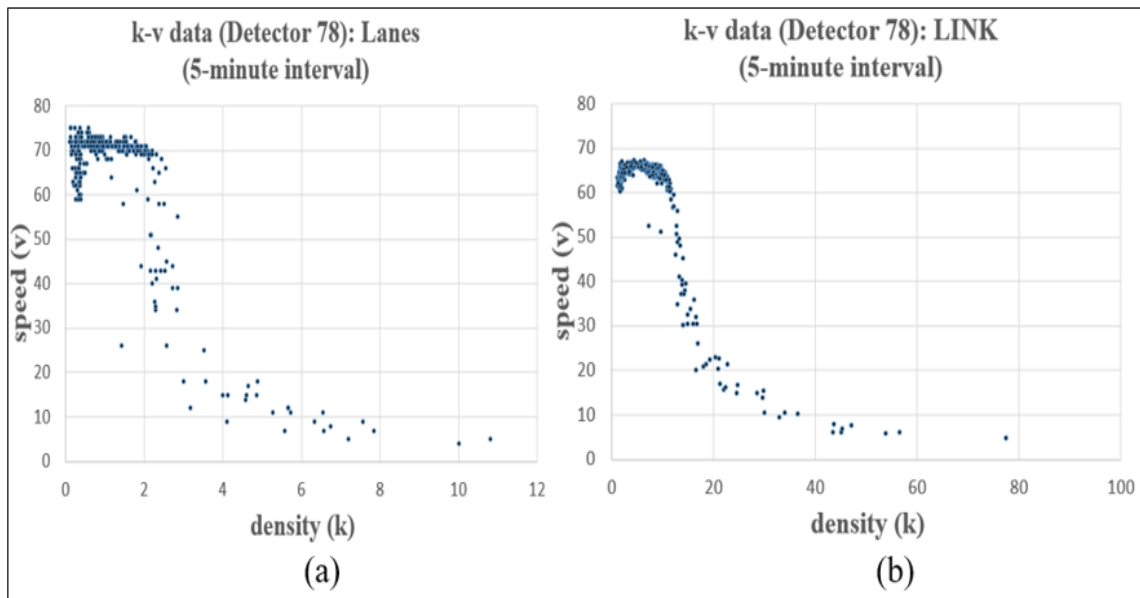 k-v data (Detector 78): Lanes
(5-minute interval)
80
70
60
50
40
30
20
10
0
speed (v)
0 2 4 6 8 10 12
density (k)
(a)
k-v data (Detector 78): LINK
(5-minute interval)
80
70
60
50
40
30
20
10
0
speed (v)
0 20 40 60 80 100
density (k)
(b)